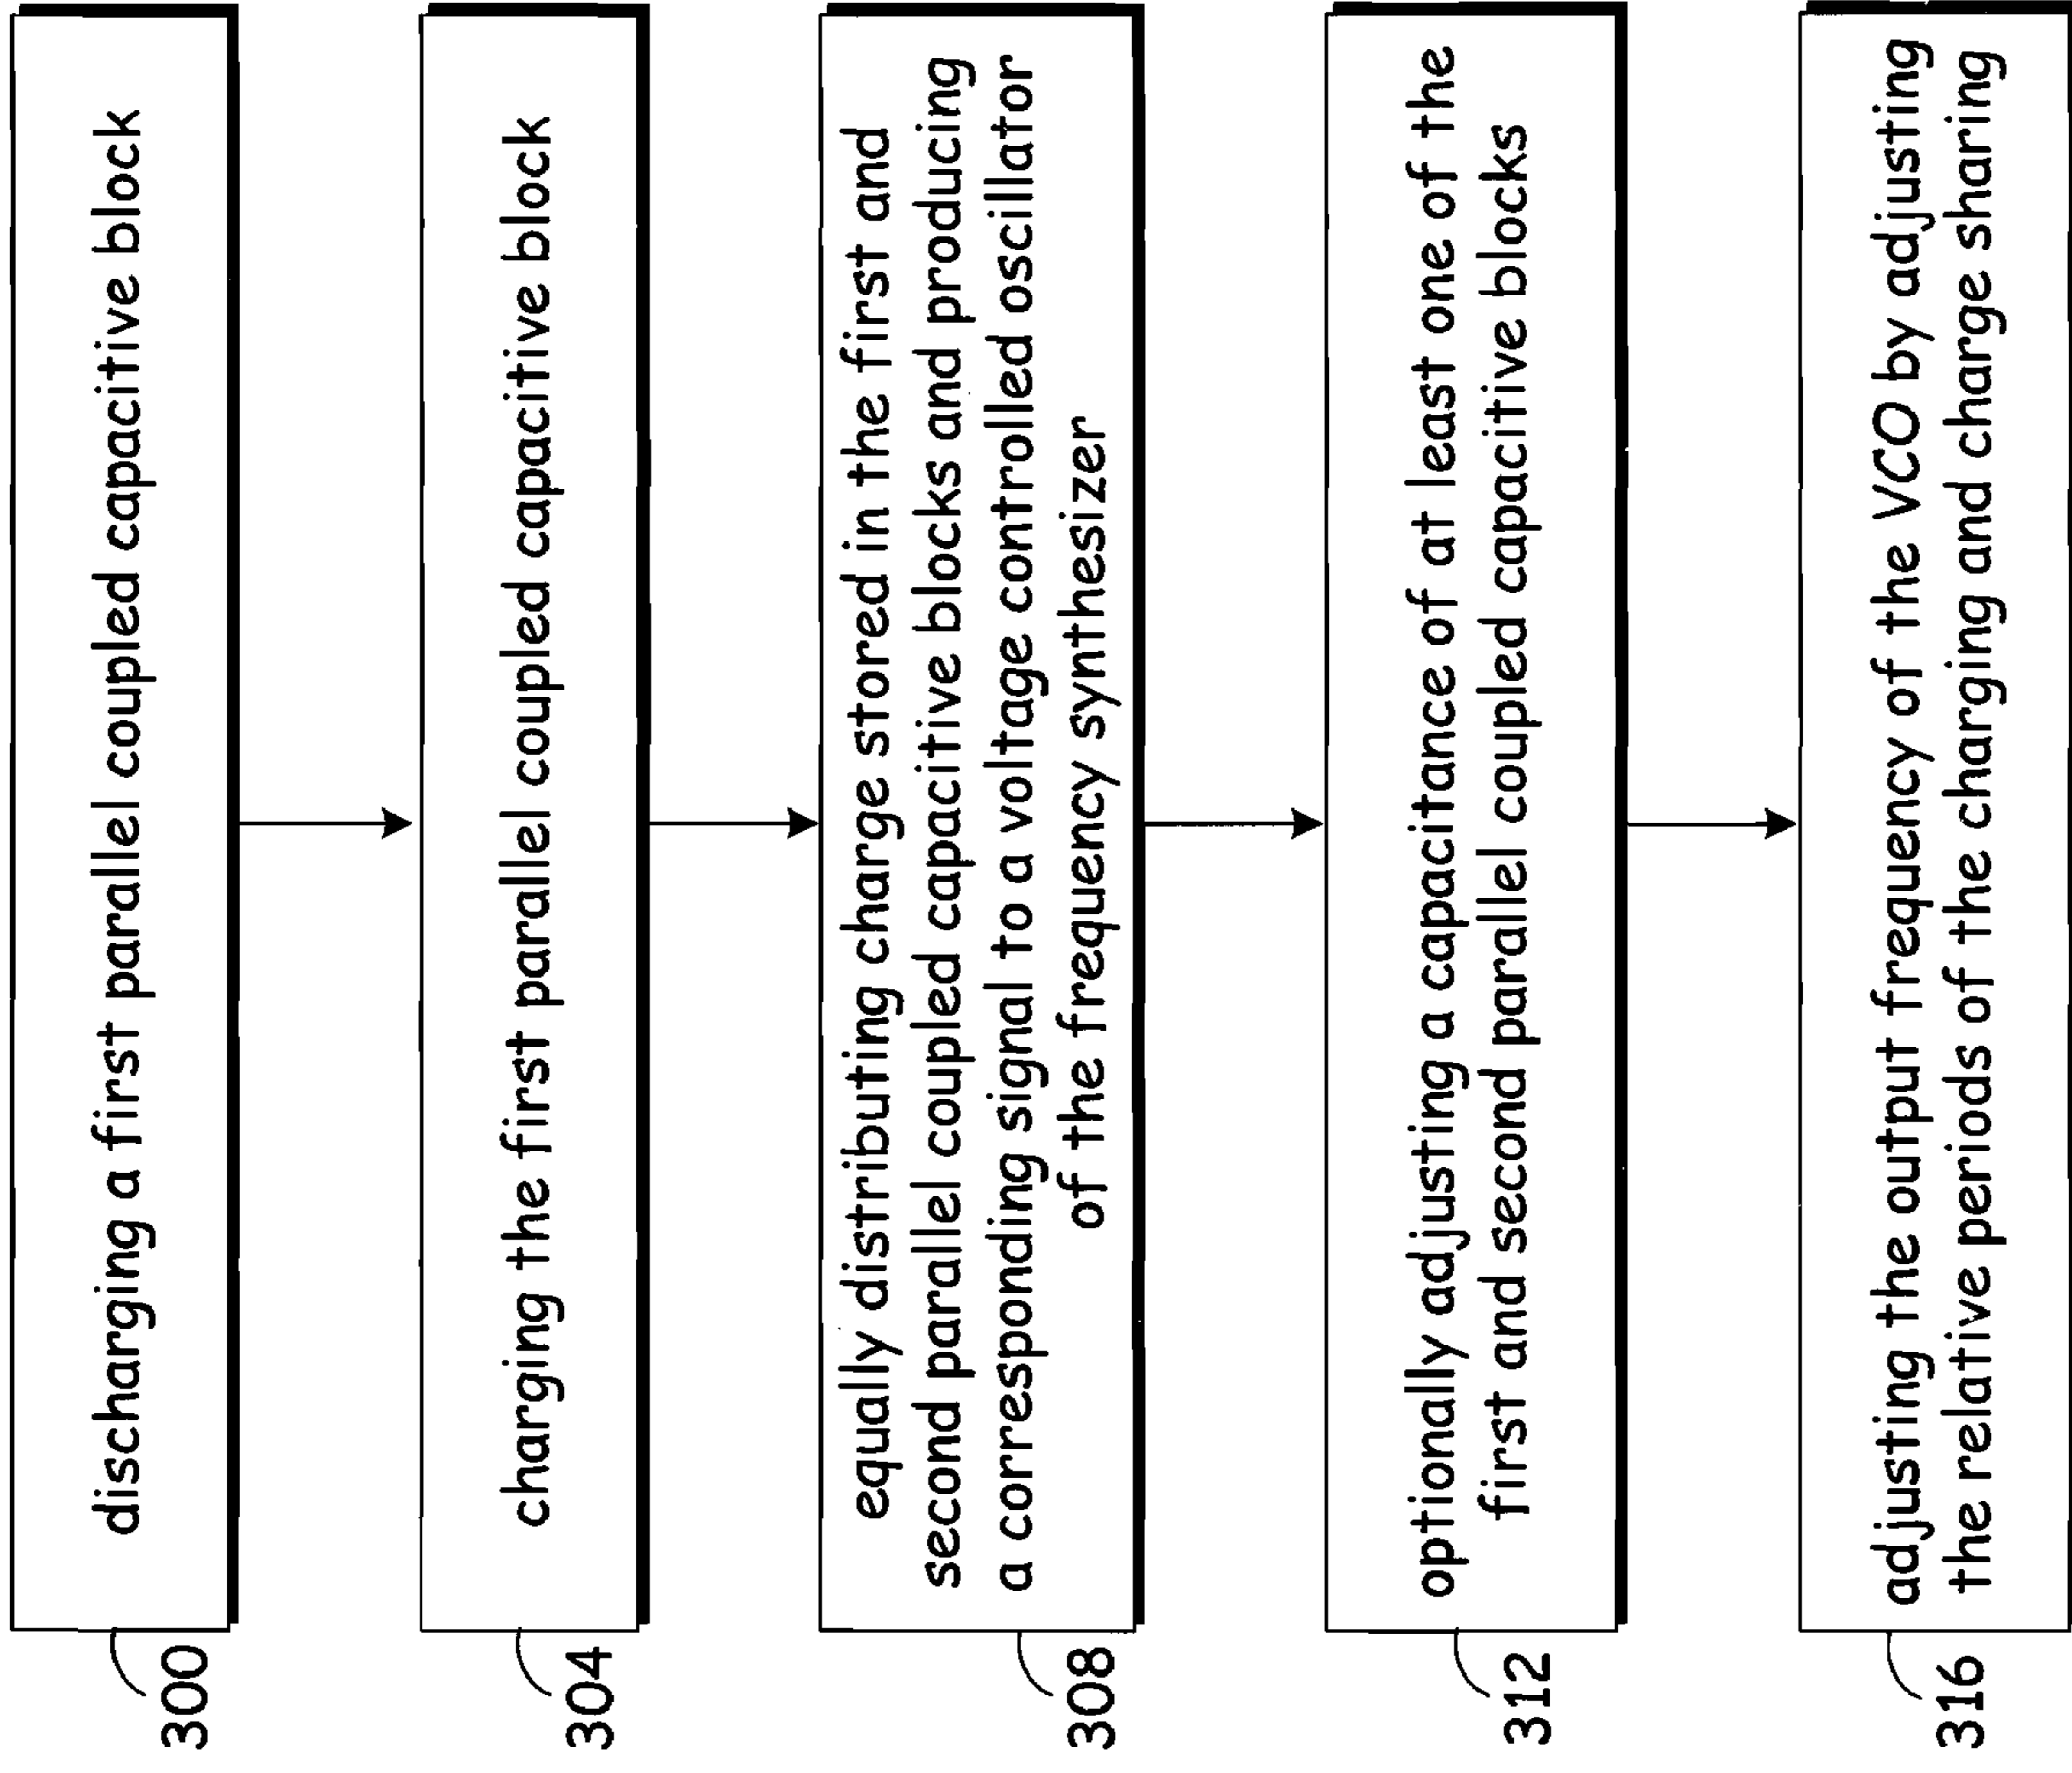 discharging a first parallel coupled capacitive block
300
charging the first parallel coupled capacitive block
304
equally distributing charge stored in the first and
second parallel coupled capacitive blocks and producing
a corresponding signal to a voltage controlled oscillator
of the frequency synthesizer
308
optionally adjusting a capacitance of at least one of the
first and second parallel coupled capacitive blocks
312
adjusting the output frequency of the VCO by adjusting
the relative periods of the charging and charge sharing
316